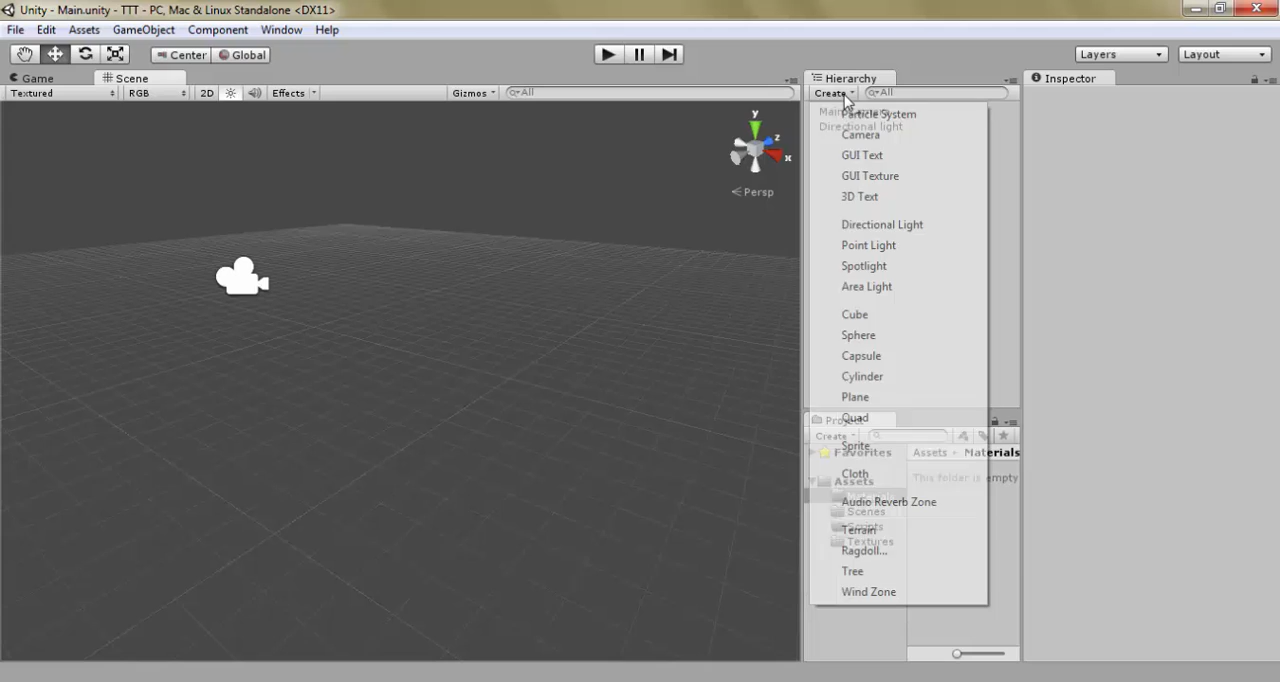 Unity - Main.unity - TTT - PC, Mac & Linux Standalone <DX11>
File Edit Assets GameObject Component Window Help
Center Global Layers Layout
Game Scene Hierarchy Inspector
Textured RGB 2D Effects Gizmos All Create All
y
z
x
Persp
Main Camera
Directional light
Particle System
Camera
GUI Text
GUI Texture
3D Text
Directional Light
Point Light
Spotlight
Area Light
Cube
Sphere
Capsule
Cylinder
Plane
Quad
Sprite
Cloth
Audio Reverb Zone
Terrain
Ragdoll...
Tree
Wind Zone
Project
Create
Favorites
Assets
Materials
Scenes
Scripts
Textures
Assets Materials
This folder is empty